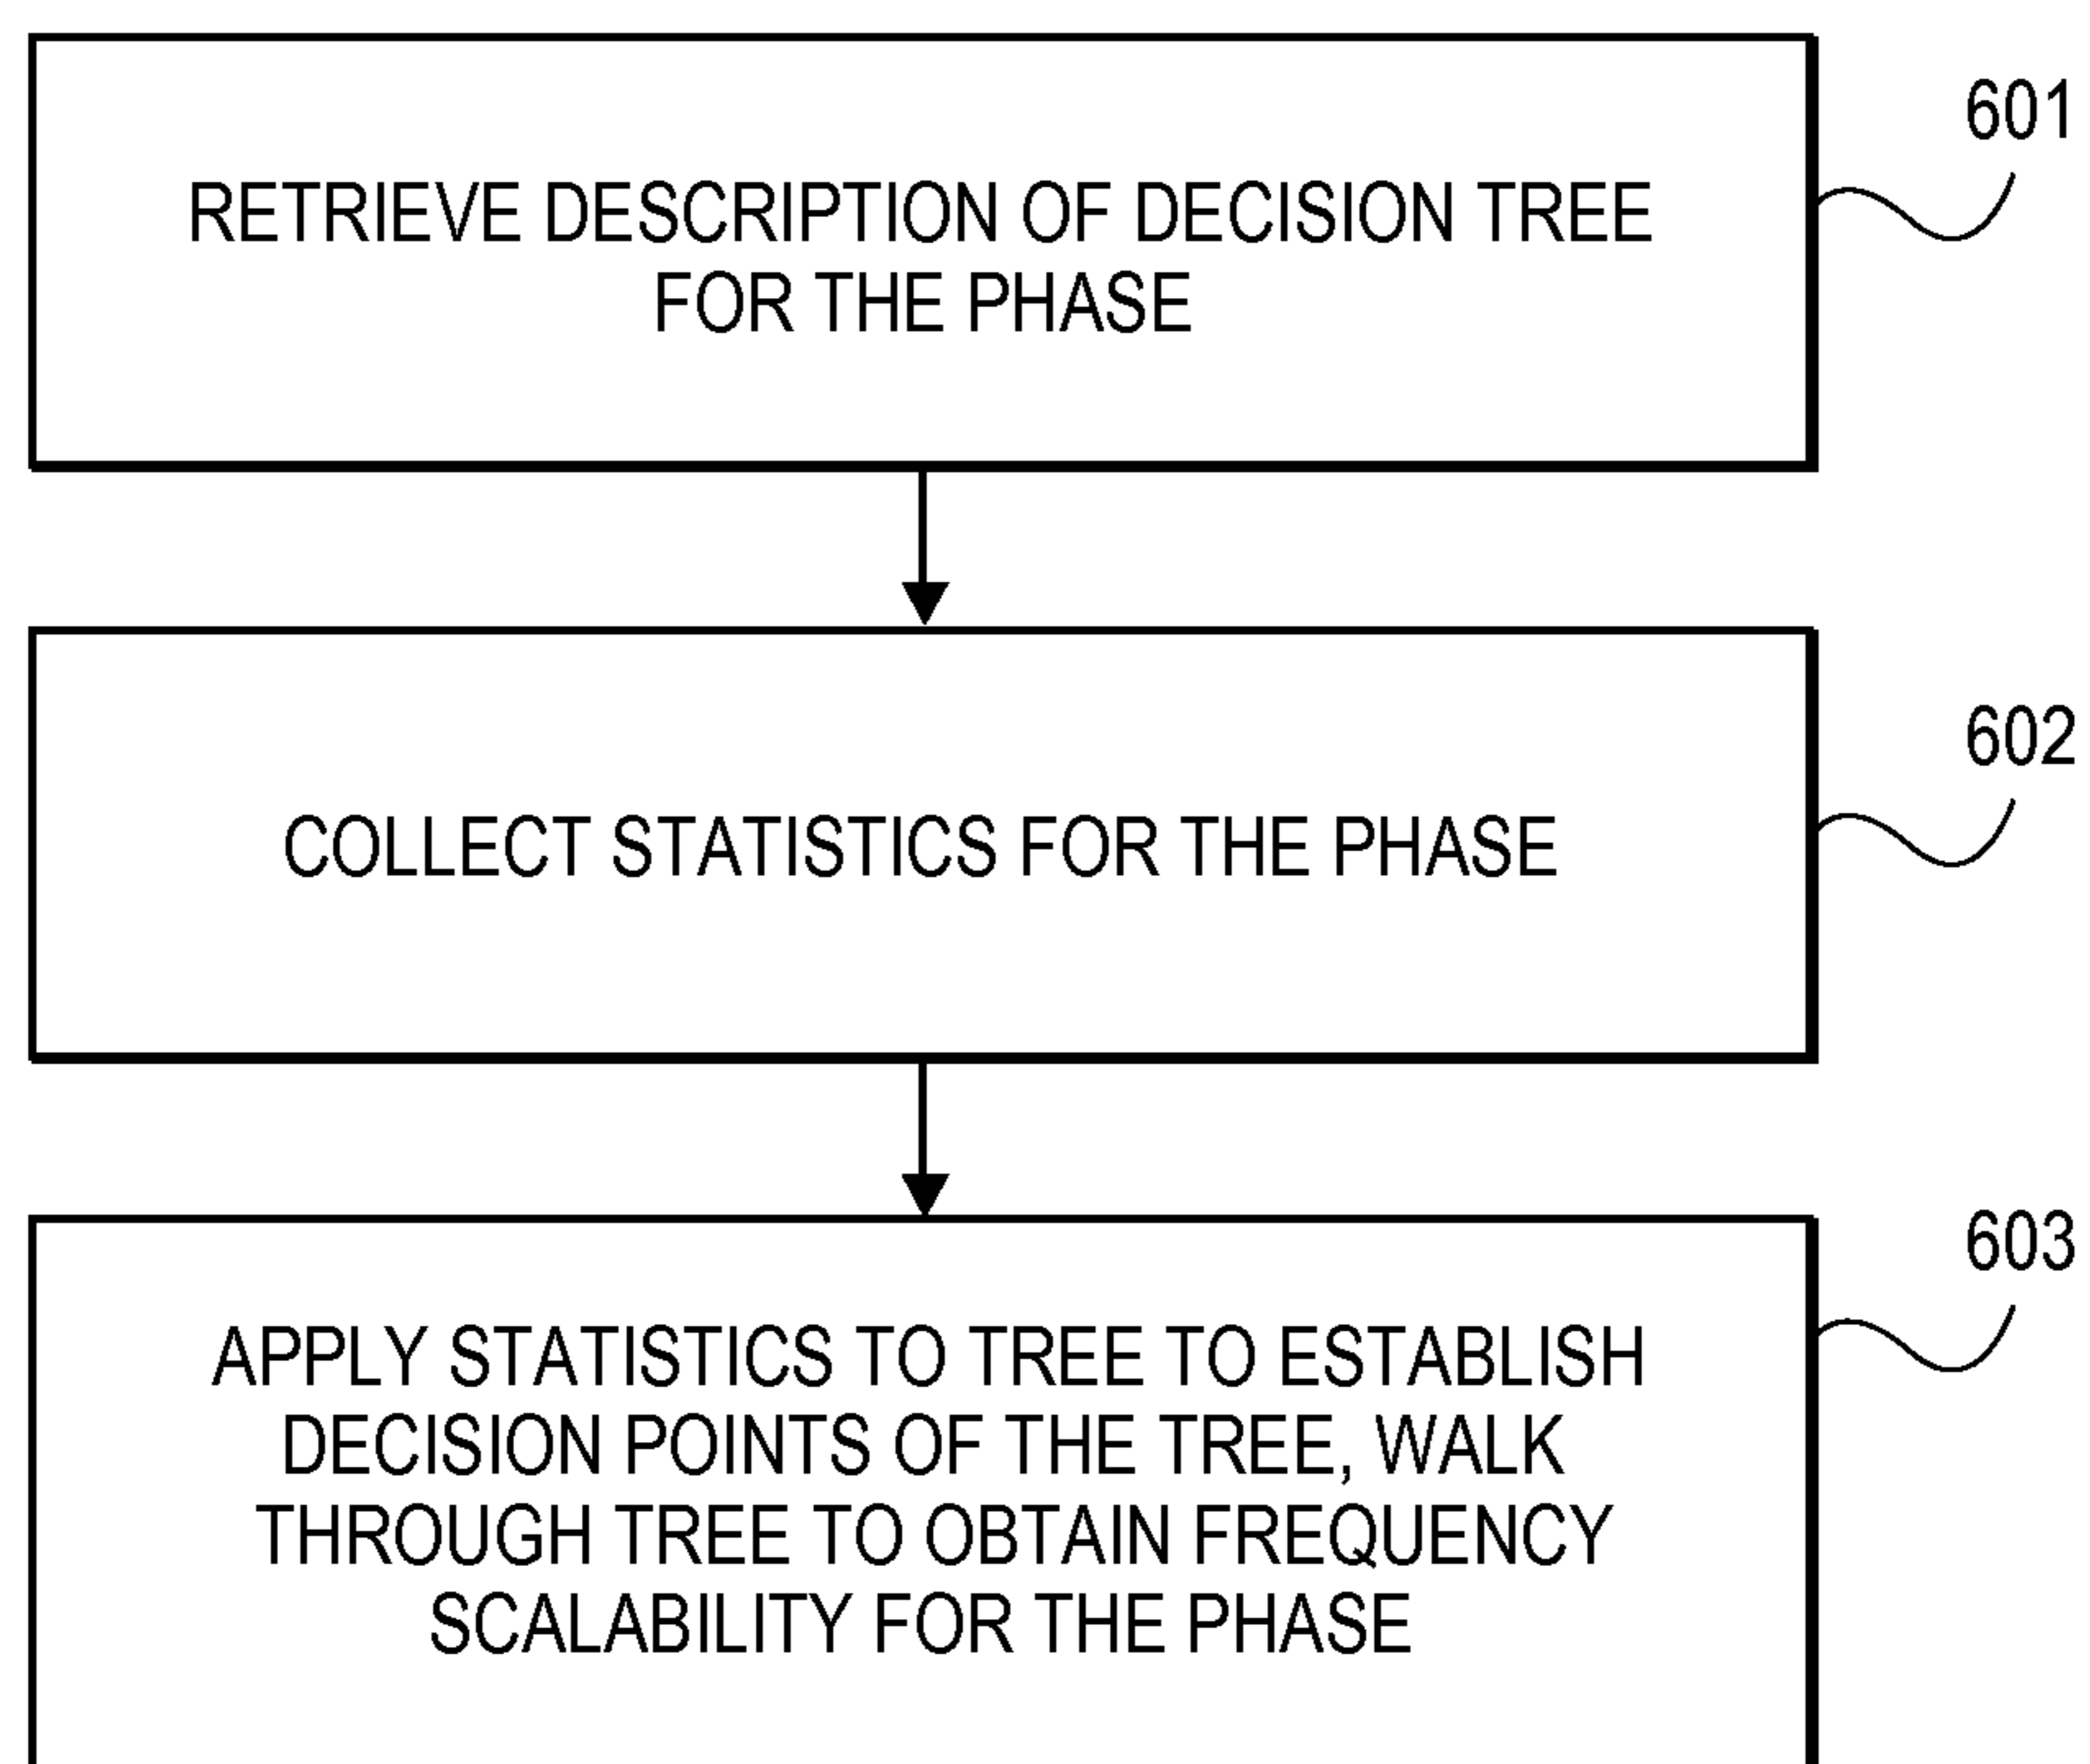 601
RETRIEVE DESCRIPTION OF DECISION TREE
FOR THE PHASE
602
COLLECT STATISTICS FOR THE PHASE
603
APPLY STATISTICS TO TREE TO ESTABLISH
DECISION POINTS OF THE TREE, WALK
THROUGH TREE TO OBTAIN FREQUENCY
SCALABILITY FOR THE PHASE